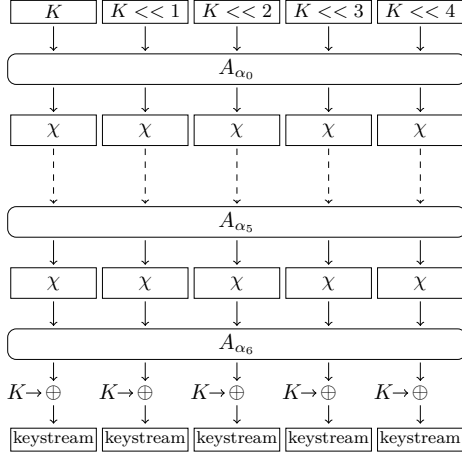 K K << 1 K << 2 K << 3 K << 4
A_{α_0}
χ χ χ χ χ
A_{α_5}
χ χ χ χ χ
A_{α_6}
K→⊕ K→⊕ K→⊕ K→⊕ K→⊕
keystream keystream keystream keystream keystream